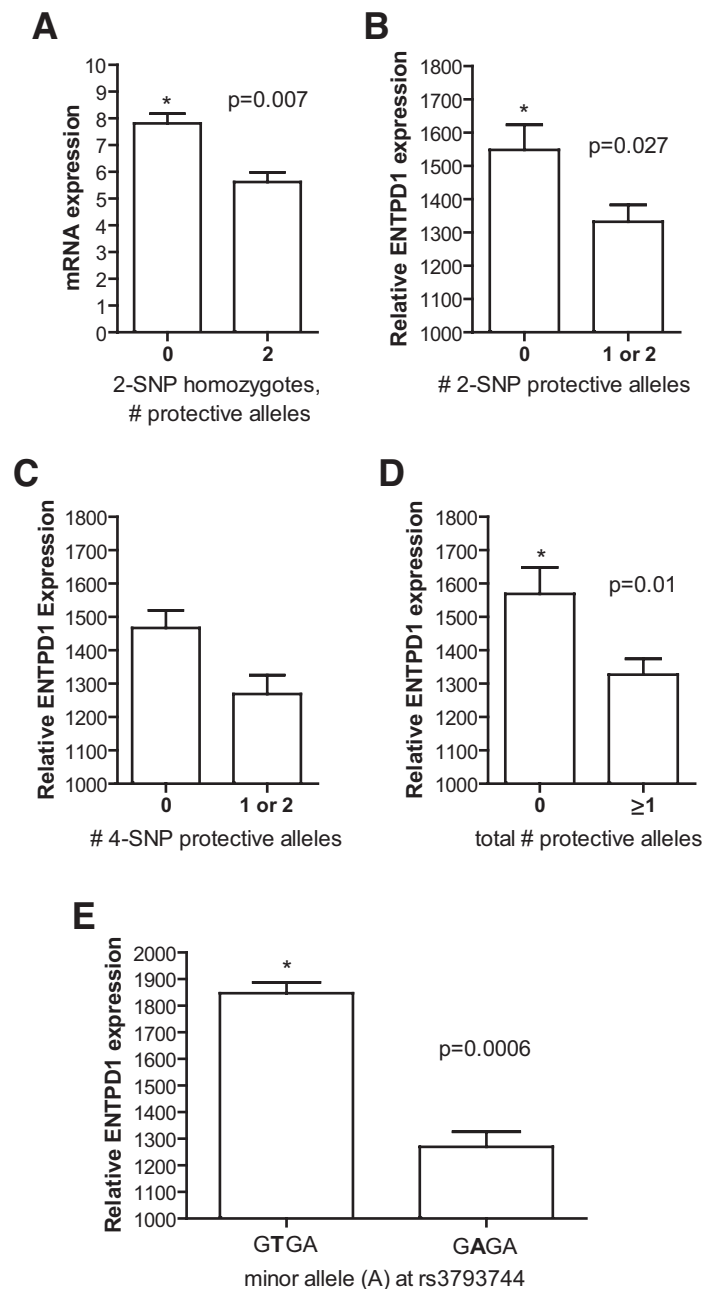 A
mRNA expression
10
9
8
7
6
5
4
3
2
1
0
*
p=0.007
0
2
2-SNP homozygotes,
# protective alleles
B
Relative ENTPD1 expression
1800
1700
1600
1500
1400
1300
1200
1100
1000
*
p=0.027
0
1 or 2
# 2-SNP protective alleles
C
Relative ENTPD1 Expression
1800
1700
1600
1500
1400
1300
1200
1100
1000
0
1 or 2
# 4-SNP protective alleles
D
Relative ENTPD1 expression
1800
1700
1600
1500
1400
1300
1200
1100
1000
*
p=0.01
0
≥1
total # protective alleles
E
Relative ENTPD1 expression
2000
1900
1800
1700
1600
1500
1400
1300
1200
1100
1000
*
p=0.0006
GTGA
GAGA
minor allele (A) at rs3793744